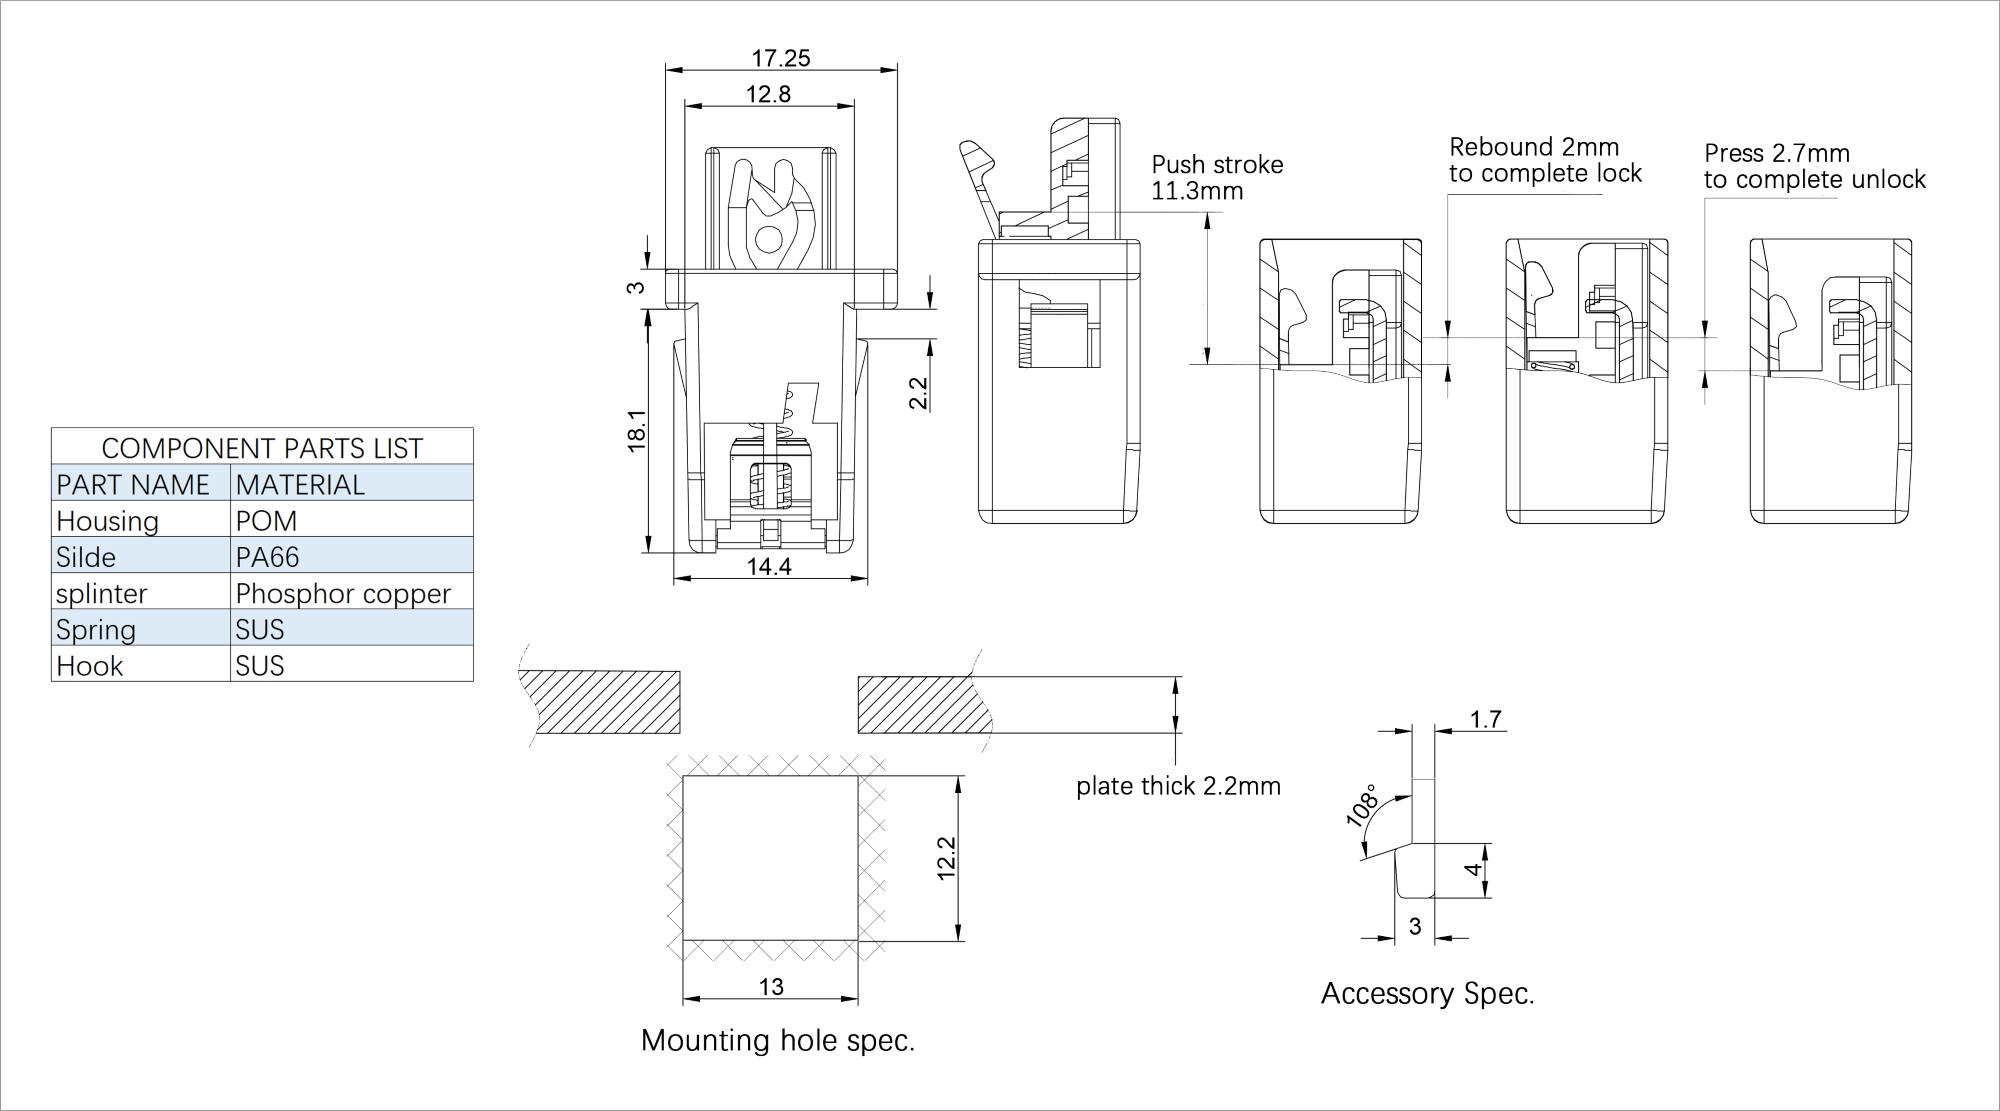 17.25
12.8
3
18.1
2.2
14.4
Push stroke
11.3mm
Rebound 2mm
to complete lock
Press 2.7mm
to complete unlock
COMPONENT PARTS LIST
PART NAME MATERIAL
Housing POM
Silde PA66
splinter Phosphor copper
Spring SUS
Hook SUS
plate thick 2.2mm
12.2
13
Mounting hole spec.
1.7
108°
4
3
Accessory Spec.